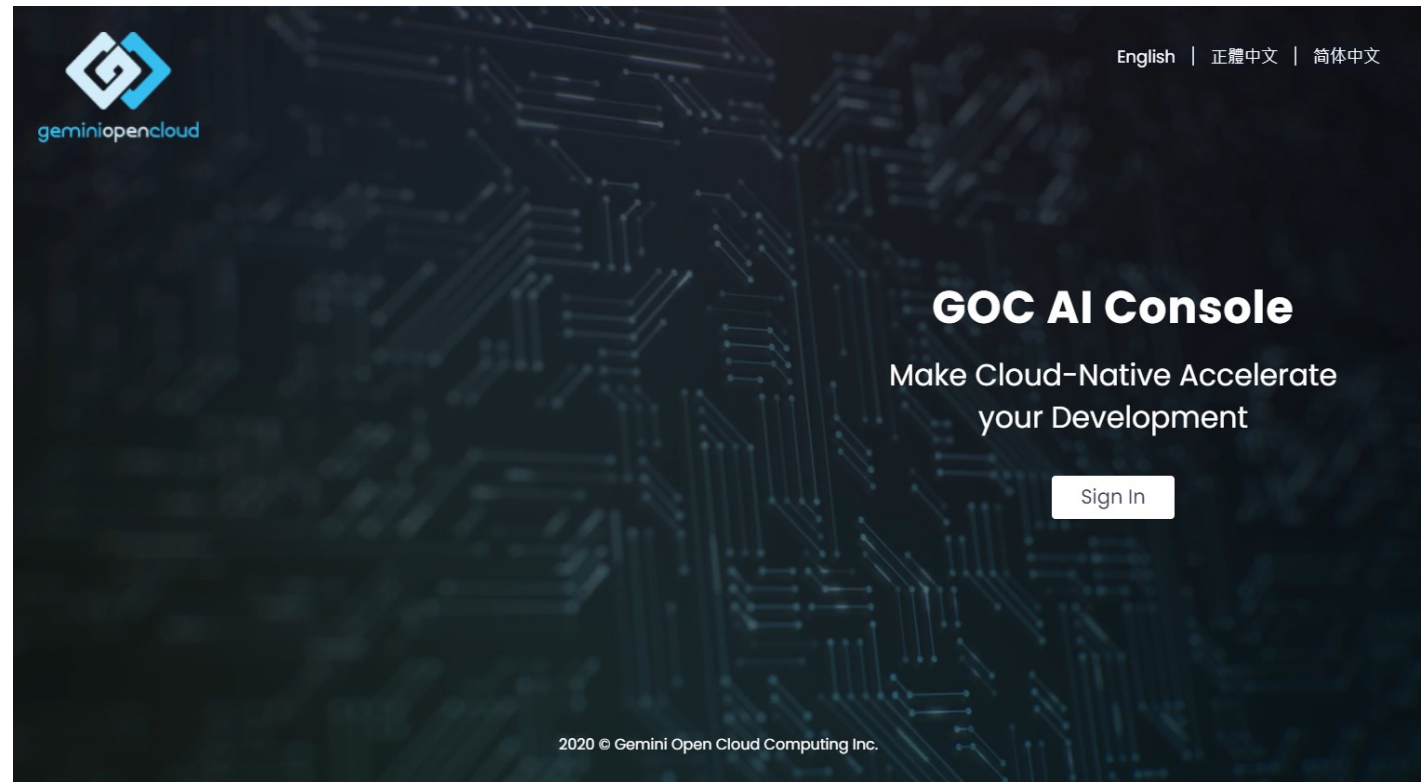 geminiopencloud
English | 正體中文 | 简体中文
GOC AI Console
Make Cloud-Native Accelerate
your Development
Sign In
2020 © Gemini Open Cloud Computing Inc.